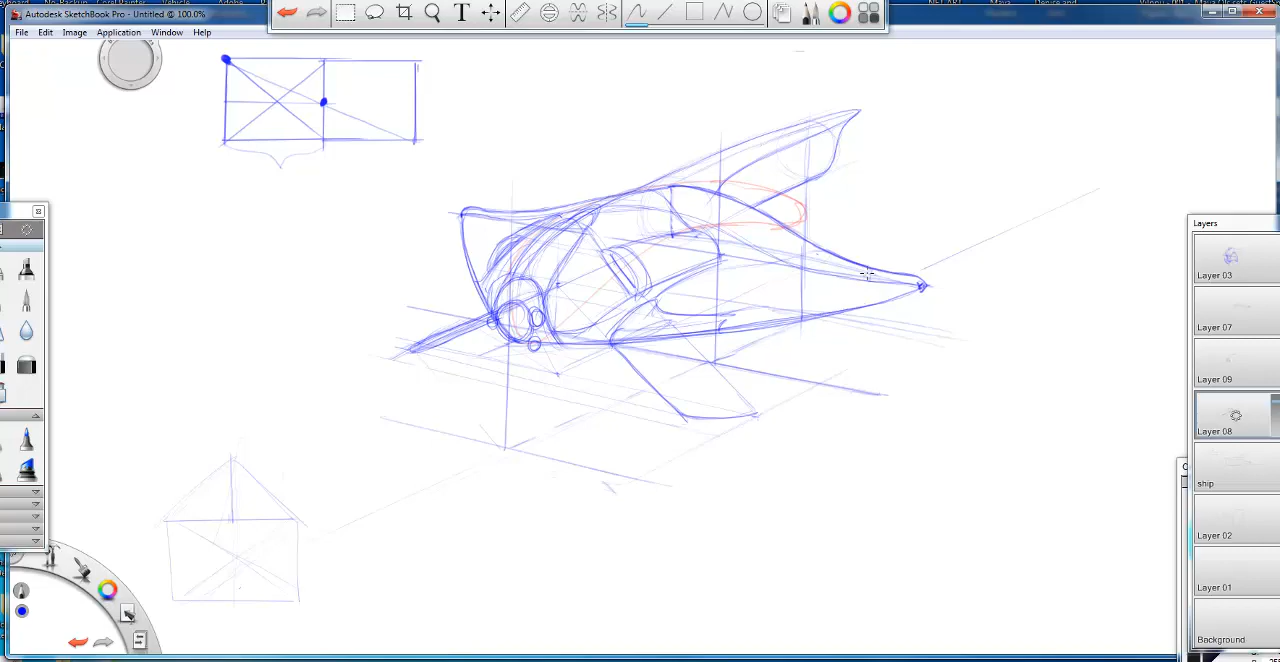 Autodesk SketchBook Pro - Untitled @ 100.0%
File Edit Image Application Window Help
Layers
Layer 03
Layer 07
Layer 09
Layer 08
ship
Layer 02
Layer 01
Background